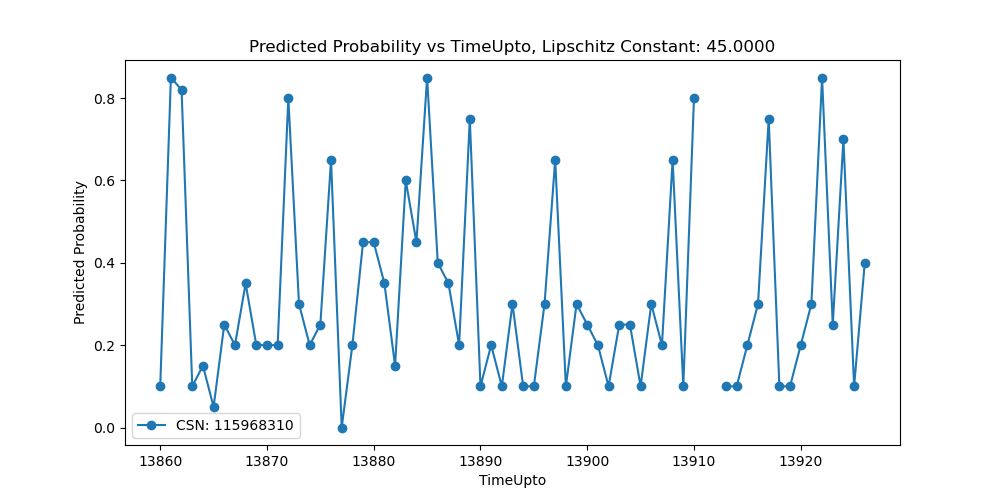 Predicted Probability vs TimeUpto, Lipschitz Constant: 45.0000
Predicted Probability
0.8
0.6
0.4
0.2
0.0
CSN: 115968310
13860 13870 13880 13890 13900 13910 13920
TimeUpto